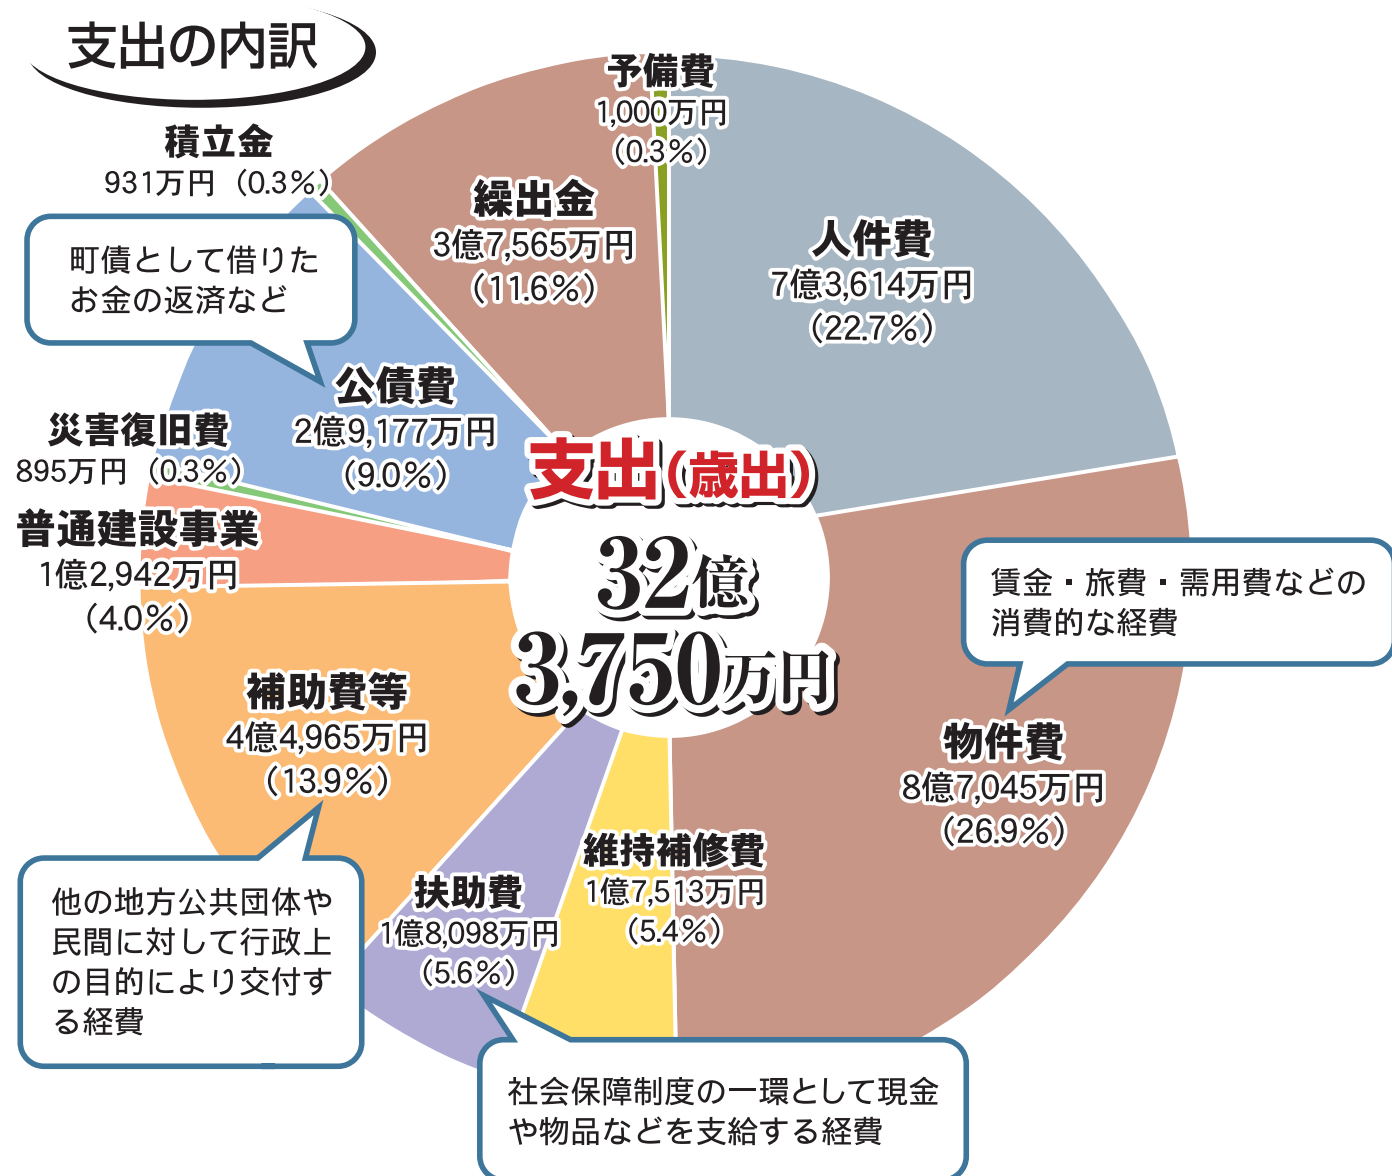 支出の内訳
予備費
1,000万円
（0.3％）
人件費
7億3,614万円
（22.7％）
賃金・旅費・需用費などの
消費的な経費
物件費
8億7,045万円
（26.9％）
維持補修費
1億7,513万円
（5.4％）
扶助費
1億8,098万円
（5.6％）
社会保障制度の一環として現金
や物品などを支給する経費
補助費等
4億4,965万円
（13.9％）
他の地方公共団体や
民間に対して行政上
の目的により交付す
る経費
普通建設事業
1億2,942万円
（4.0％）
災害復旧費
895万円（0.3％）
公債費
2億9,177万円
（9.0％）
町債として借りた
お金の返済など
積立金
931万円（0.3％）
繰出金
3億7,565万円
（11.6％）
支出（歳出）
32億
3,750万円